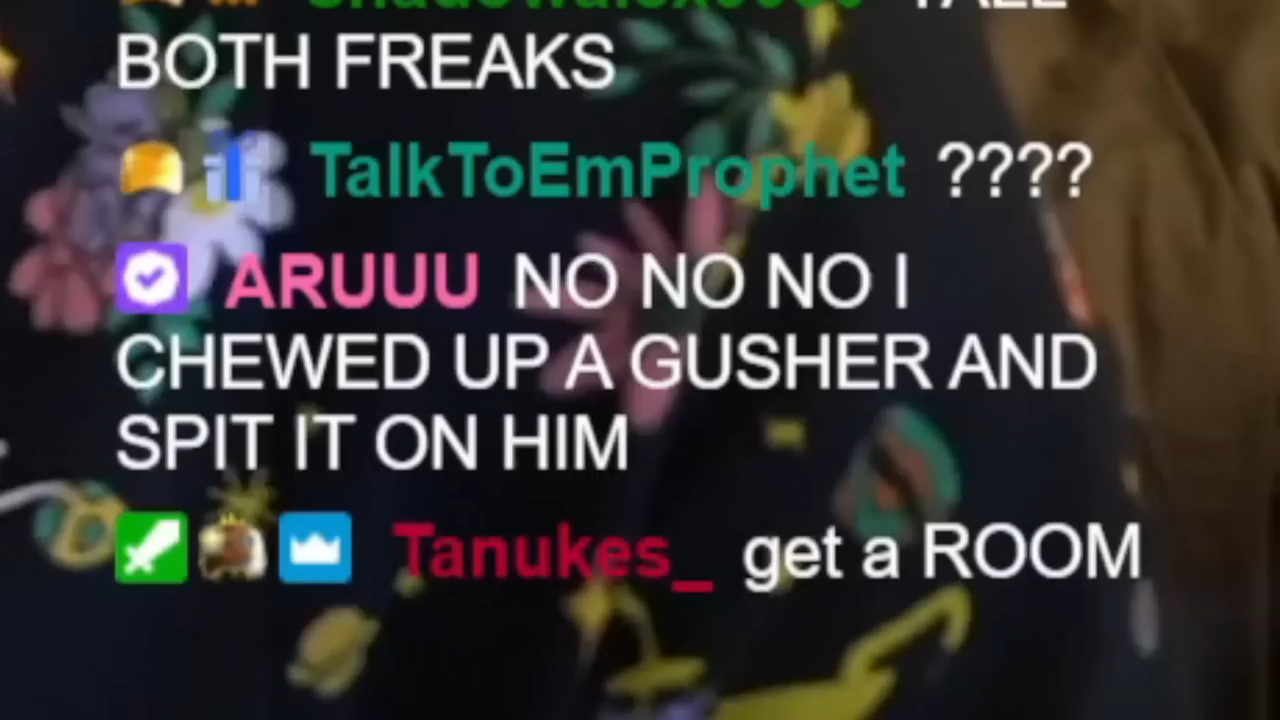 BOTH FREAKS
TalkToEmProphet ????
ARUUU NO NO NO I
CHEWED UP A GUSHER AND
SPIT IT ON HIM
Tanukes_ get a ROOM